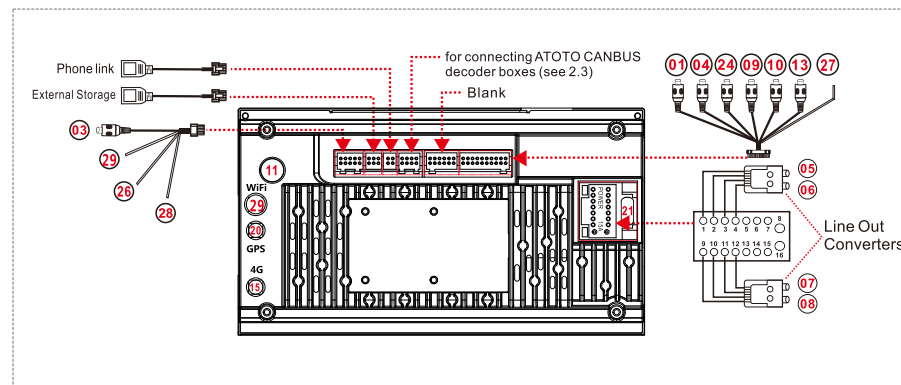 Phone link
External Storage
for connecting ATOTO CANBUS
decoder boxes (see 2.3)
Blank
01 04 24 09 10 13 27
03
29
26
28
11
WiFi
29
20
GPS
4G
15
POWER 15A
21
05
06
1 2 3 4 5 6 7 8
9 10 11 12 13 14 15 16
Line Out
Converters
07
08